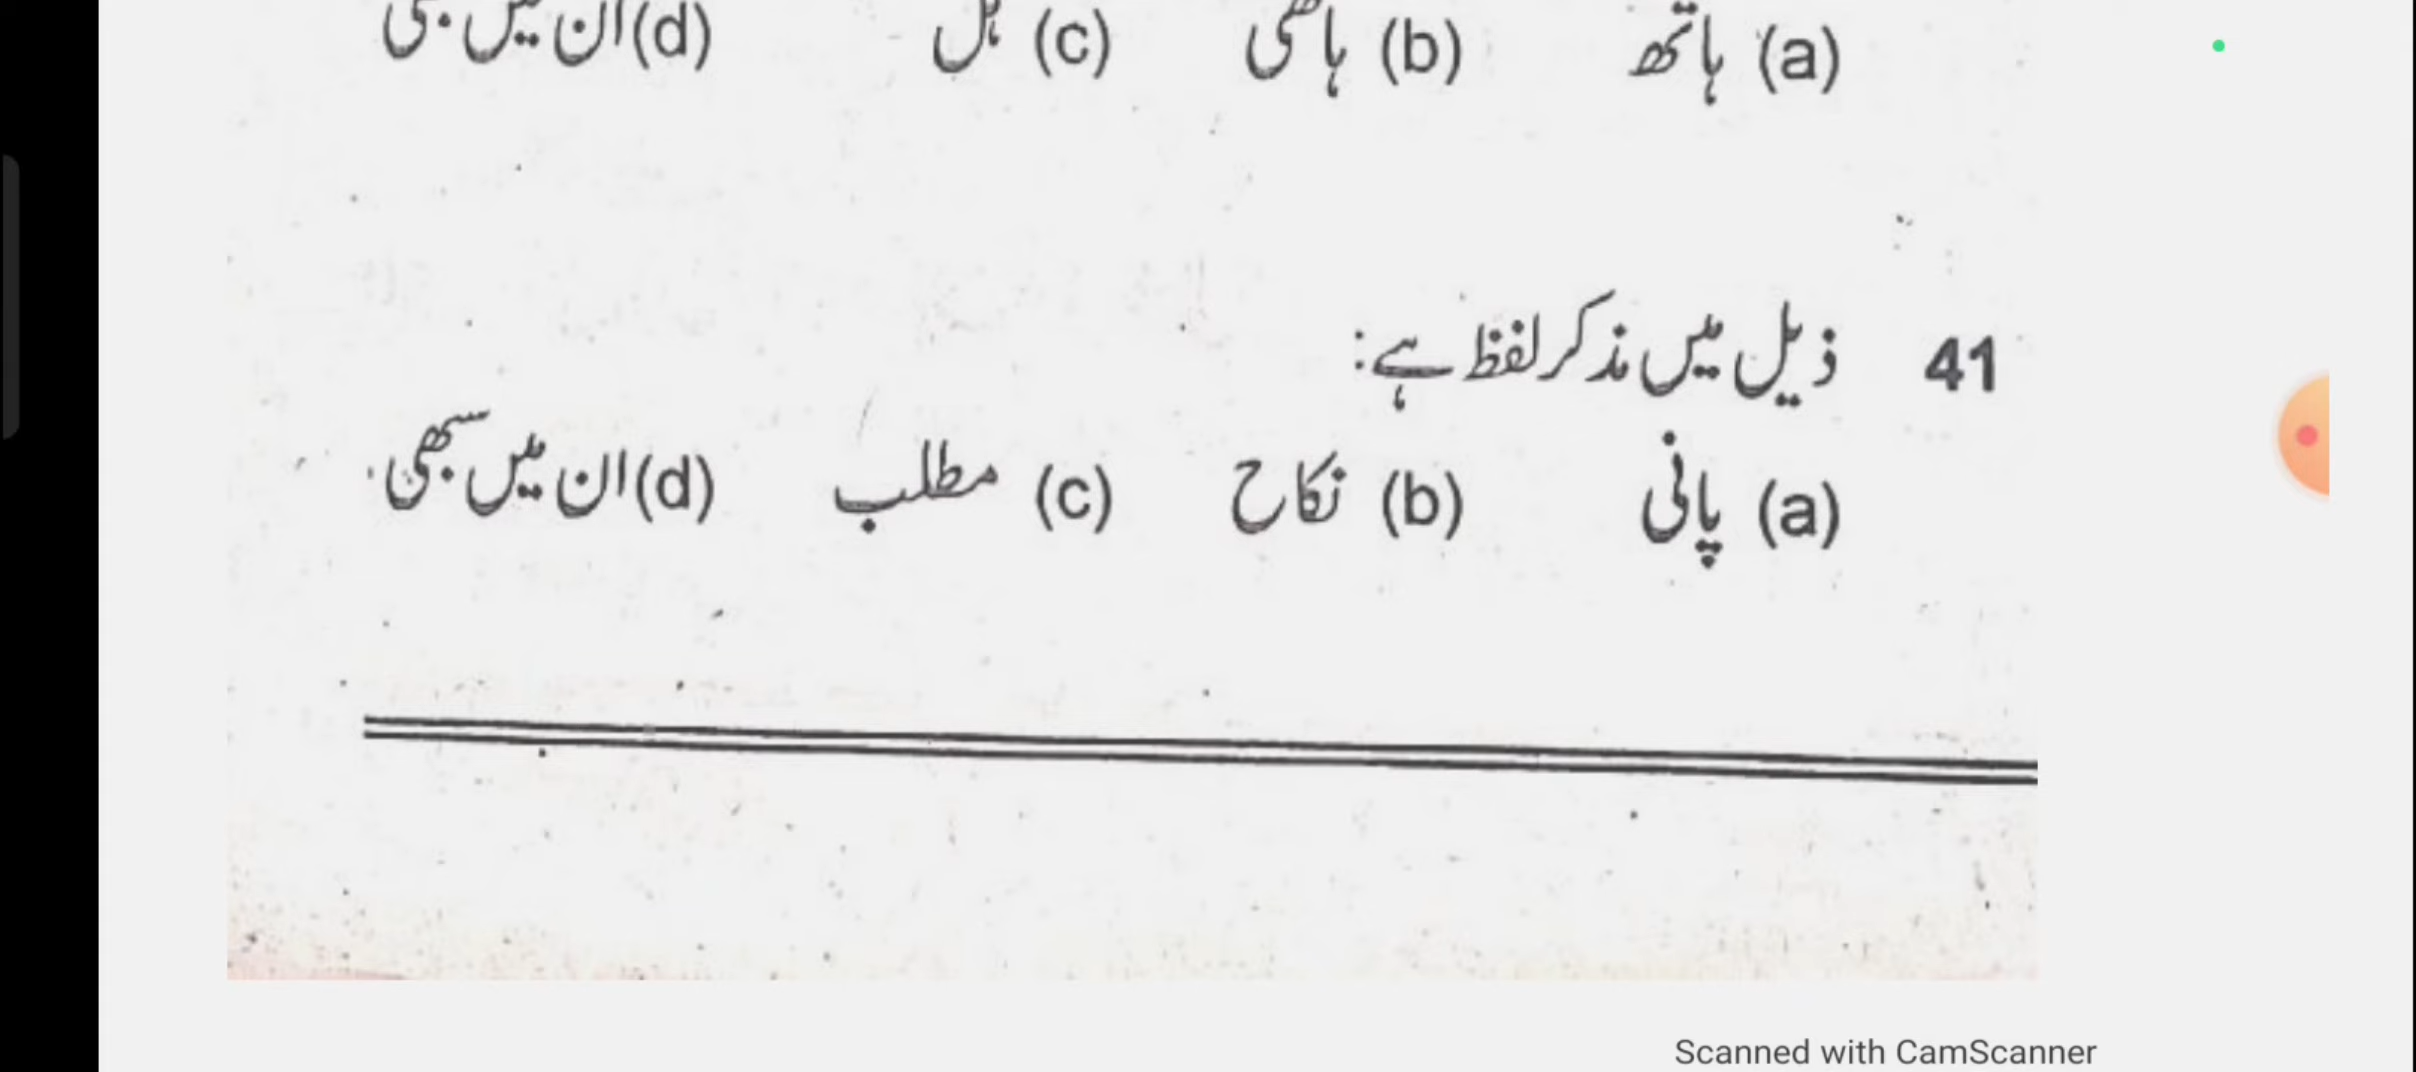 (a) ہاتھ (b) ہاتھی (c) ہل (d) ان میں سبھی
41 ذیل میں مذکر لفظ ہے:
(a) پانی (b) نکاح (c) مطلب (d) ان میں سبھی
Scanned with CamScanner